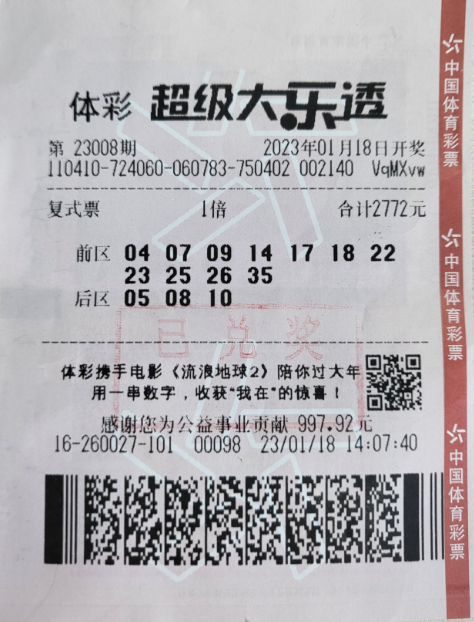 体彩 超级大乐透
第 23008期 2023年01月18日开奖
110410-724060-060783-750402 002140 VqMXvw
复式票 1倍 合计2772元
前区 04 07 09 14 17 18 22
23 25 26 35
后区 05 08 10
已兑奖
体彩携手电影《流浪地球2》陪你过大年
用一串数字,收获“我在”的惊喜!
感谢您为公益事业贡献 997.92元
16-260027-101 00098 23/01/18 14:07:40
中国体育彩票
中国体育彩票
中国体育彩票